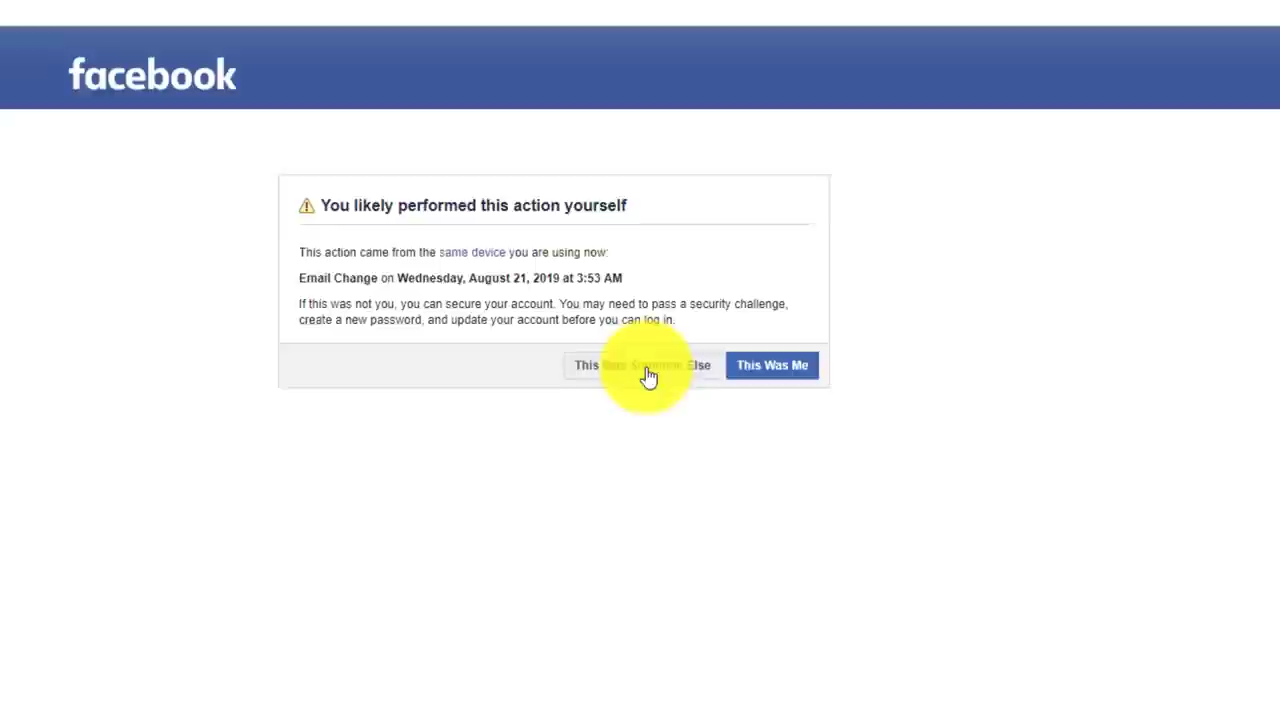 facebook
You likely performed this action yourself
This action came from the same device you are using now:
Email Change on Wednesday, August 21, 2019 at 3:53 AM
If this was not you, you can secure your account. You may need to pass a security challenge,
create a new password, and update your account before you can log in.
This Was Someone Else
This Was Me